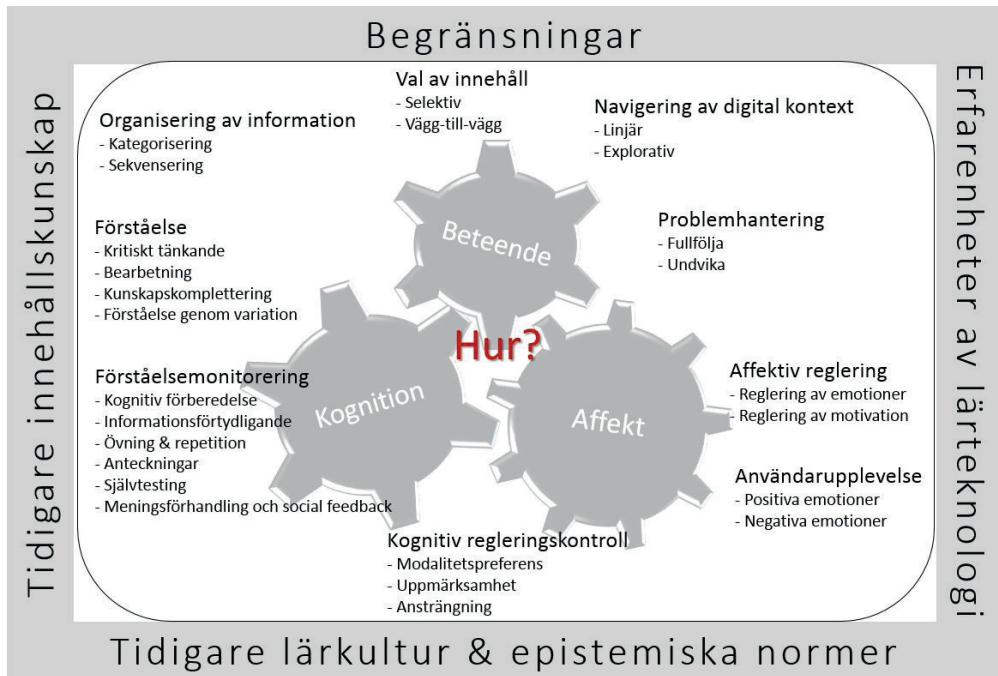 Begränsningar
Tidigare innehållskunskap
Erfarenheter av lärteknologi
Val av innehåll
- Selektiv
- Vägg-till-vägg
Organisering av information
- Kategorisering
- Sekvensering
Navigering av digital kontext
- Linjär
- Explorativ
Förståelse
- Kritiskt tänkande
- Bearbetning
- Kunskapskomplettering
- Förståelse genom variation
Problemhantering
- Fullfölja
- Undvika
Beteende
Hur?
Kognition
Affekt
Förståelsemonitorering
- Kognitiv förberedelse
- Informationsförtydligande
- Övning & repetition
- Anteckningar
- Självtesting
- Meningsförhandling och social feedback
Affektiv reglering
- Reglering av emotioner
- Reglering av motivation
Användarupplevelse
- Positiva emotioner
- Negativa emotioner
Kognitiv regleringskontroll
- Modalitetspreferens
- Uppmärksamhet
- Ansträngning
Tidigare lärkultur & epistemiska normer